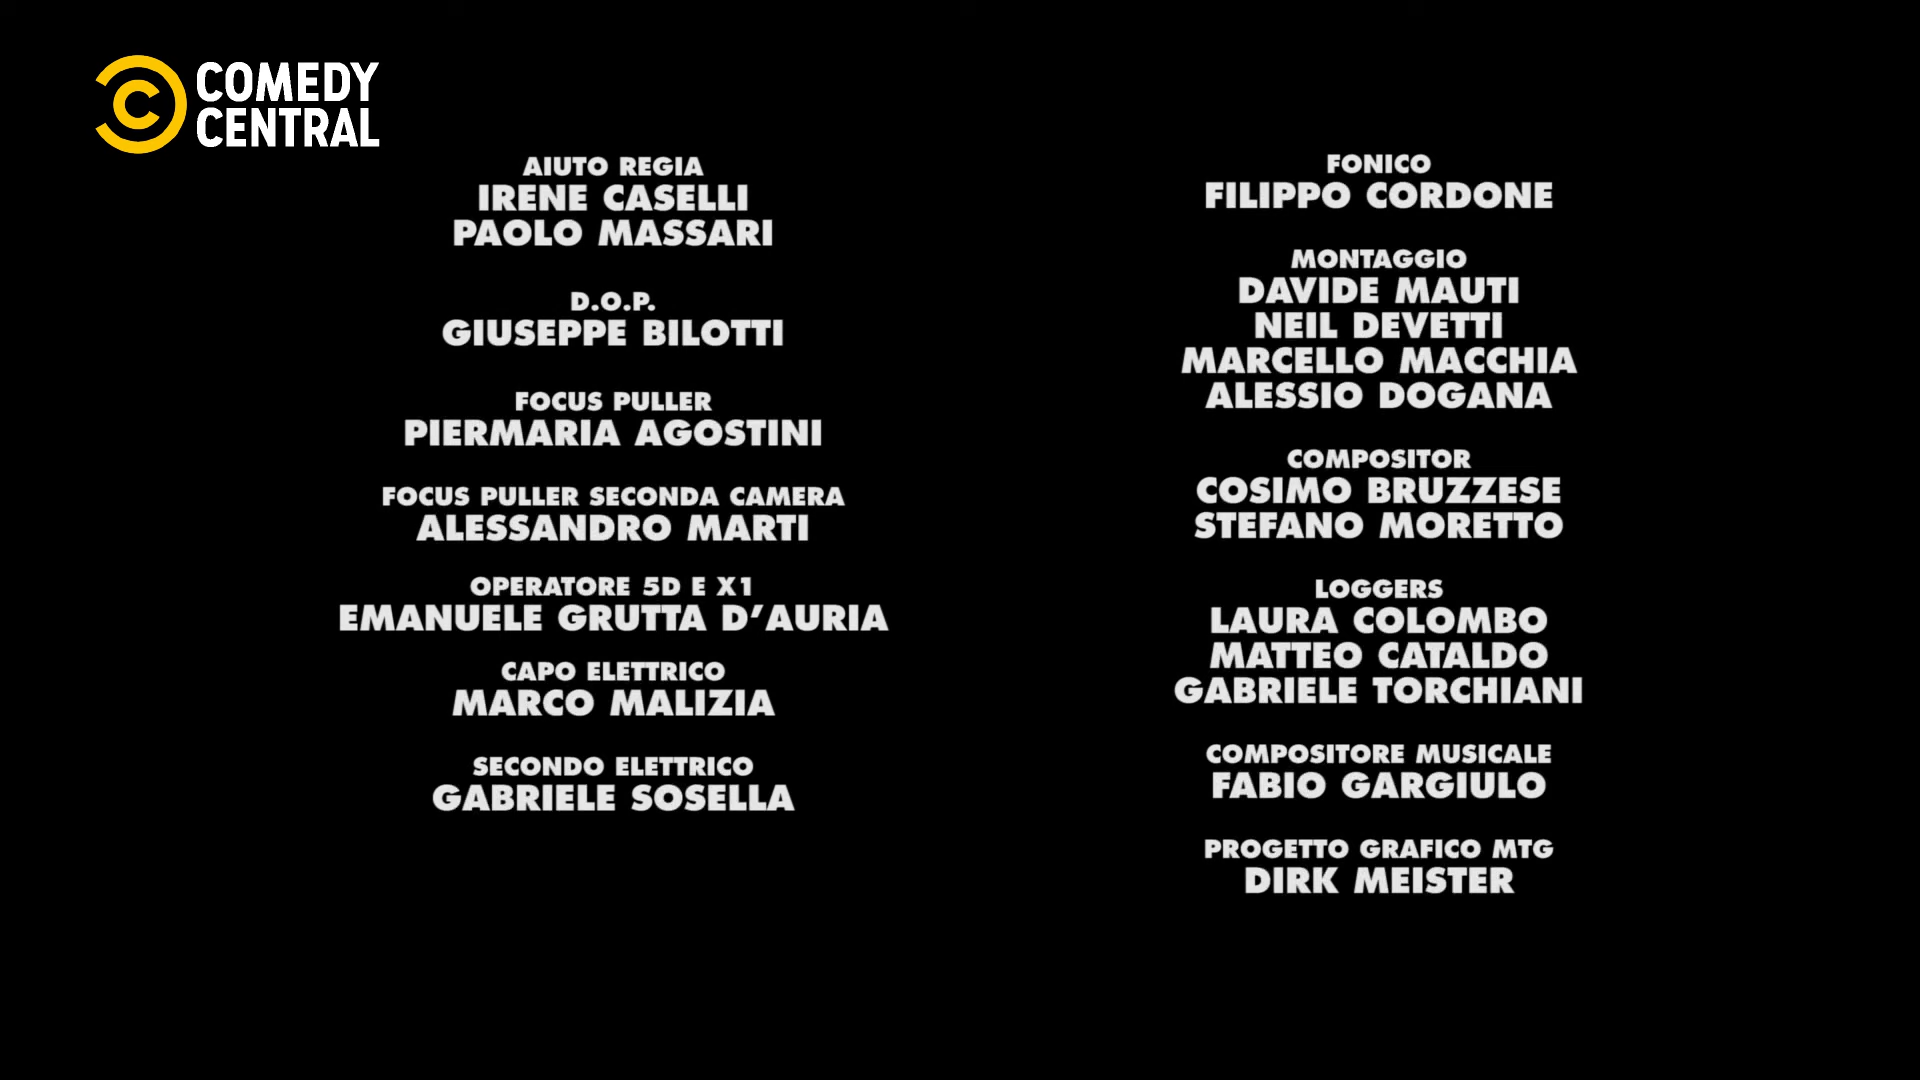 COMEDY
CENTRAL
AIUTO REGIA
IRENE CASELLI
PAOLO MASSARI
D.O.P.
GIUSEPPE BILOTTI
FOCUS PULLER
PIERMARIA AGOSTINI
FOCUS PULLER SECONDA CAMERA
ALESSANDRO MARTI
OPERATORE 5D E X1
EMANUELE GRUTTA D'AURIA
CAPO ELETTRICO
MARCO MALIZIA
SECONDO ELETTRICO
GABRIELE SOSELLA
FONICO
FILIPPO CORDONE
MONTAGGIO
DAVIDE MAUTI
NEIL DEVETTI
MARCELLO MACCHIA
ALESSIO DOGANA
COMPOSITOR
COSIMO BRUZZESE
STEFANO MORETTO
LOGGERS
LAURA COLOMBO
MATTEO CATALDO
GABRIELE TORCHIANI
COMPOSITORE MUSICALE
FABIO GARGIULO
PROGETTO GRAFICO MTG
DIRK MEISTER